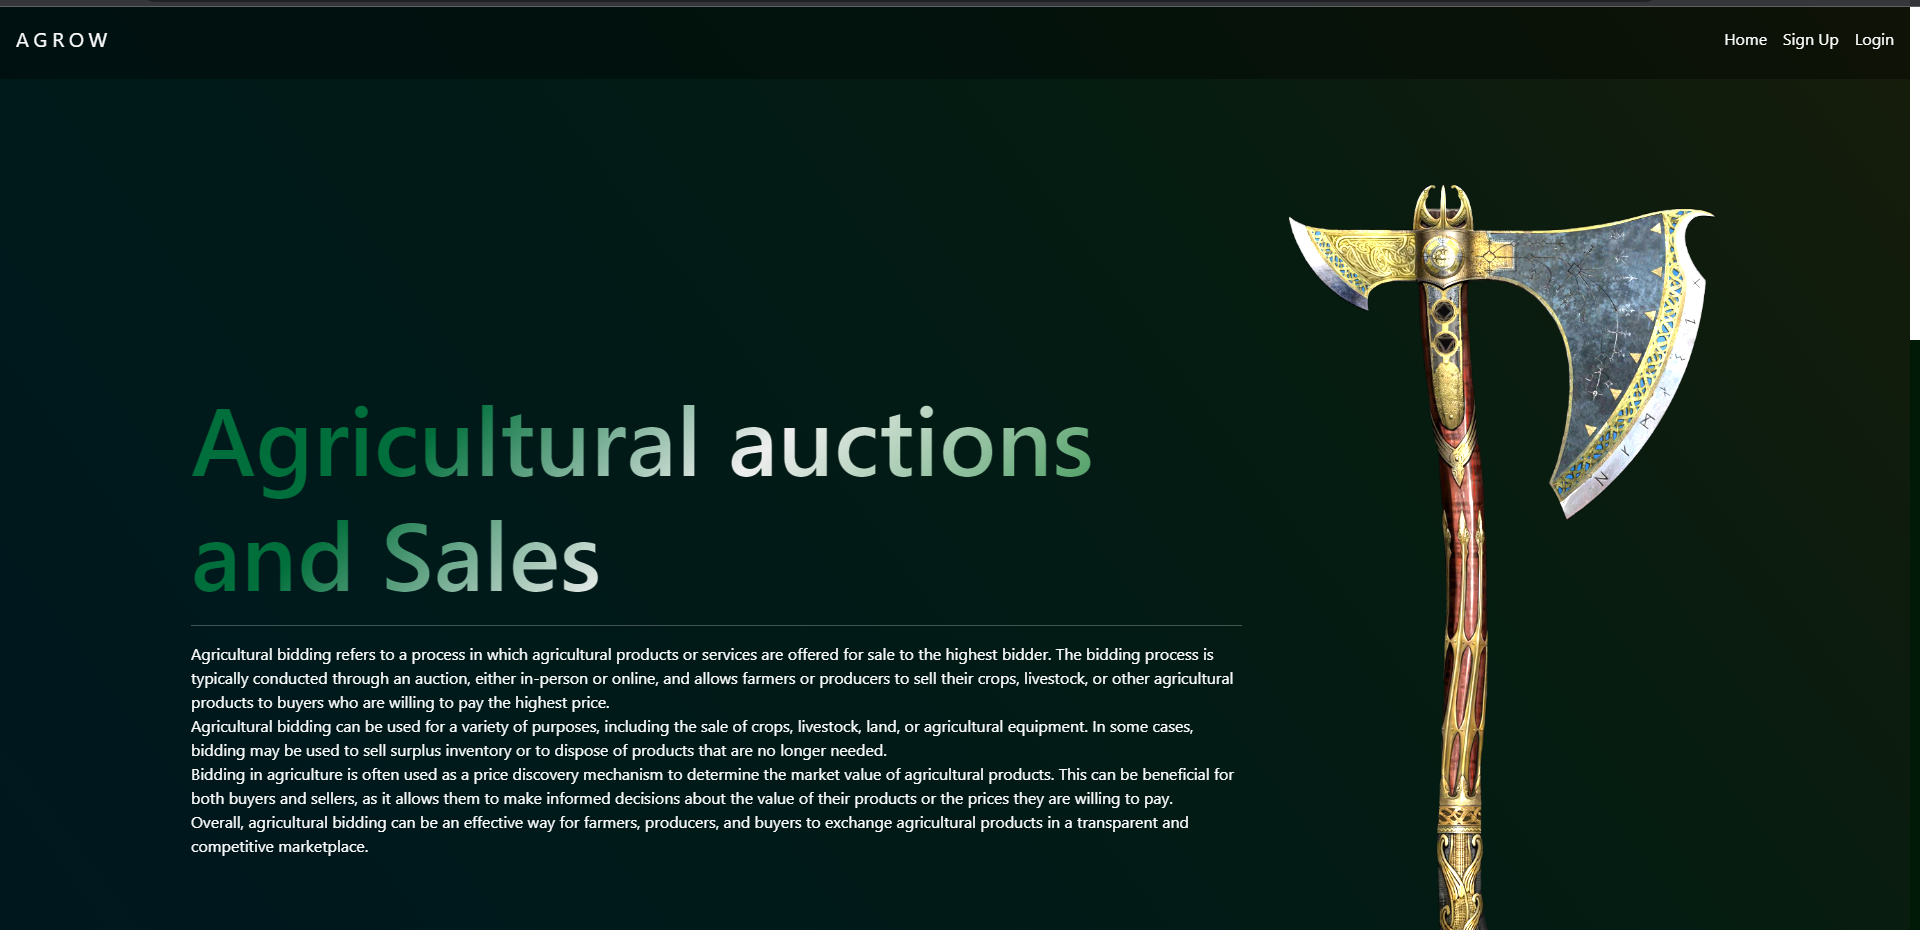 AGROW
Home Sign Up Login
Agricultural auctions
and Sales
Agricultural bidding refers to a process in which agricultural products or services are offered for sale to the highest bidder. The bidding process is
typically conducted through an auction, either in-person or online, and allows farmers or producers to sell their crops, livestock, or other agricultural
products to buyers who are willing to pay the highest price.
Agricultural bidding can be used for a variety of purposes, including the sale of crops, livestock, land, or agricultural equipment. In some cases,
bidding may be used to sell surplus inventory or to dispose of products that are no longer needed.
Bidding in agriculture is often used as a price discovery mechanism to determine the market value of agricultural products. This can be beneficial for
both buyers and sellers, as it allows them to make informed decisions about the value of their products or the prices they are willing to pay.
Overall, agricultural bidding can be an effective way for farmers, producers, and buyers to exchange agricultural products in a transparent and
competitive marketplace.